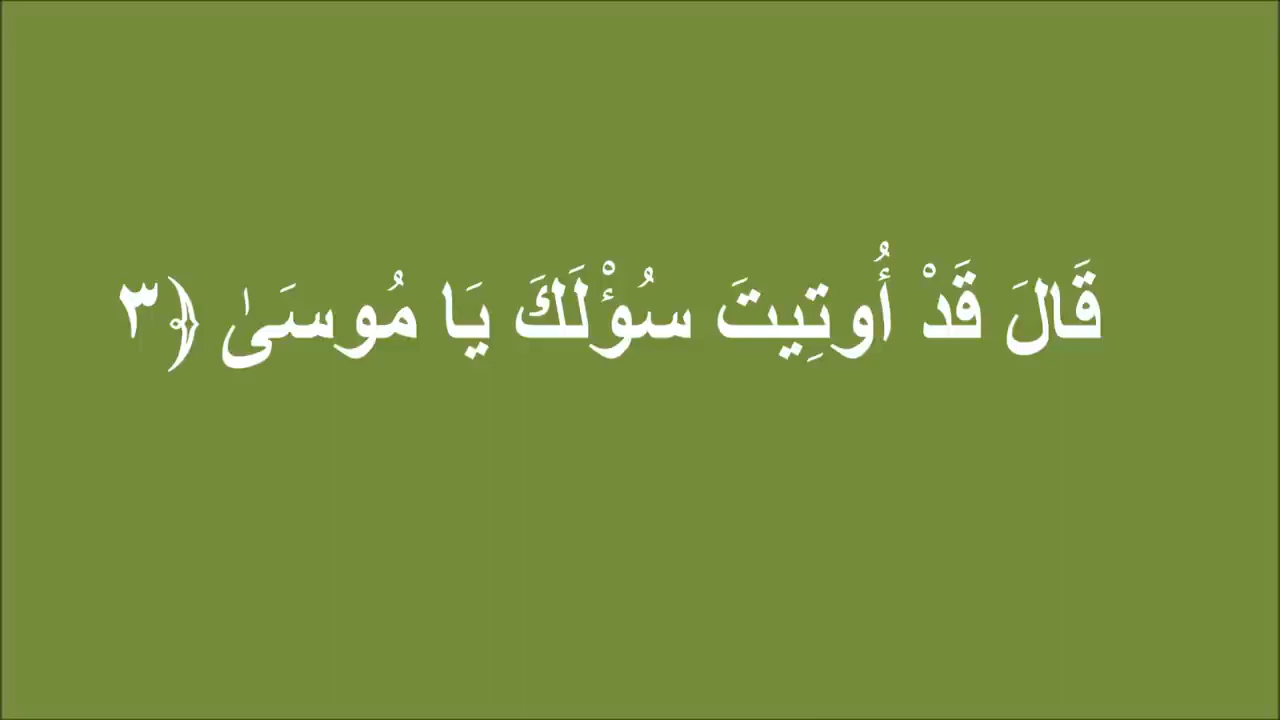 قَالَ قَدْ أُوتِيتَ سُؤْلَكَ يَا مُوسَىٰ ﴿٣